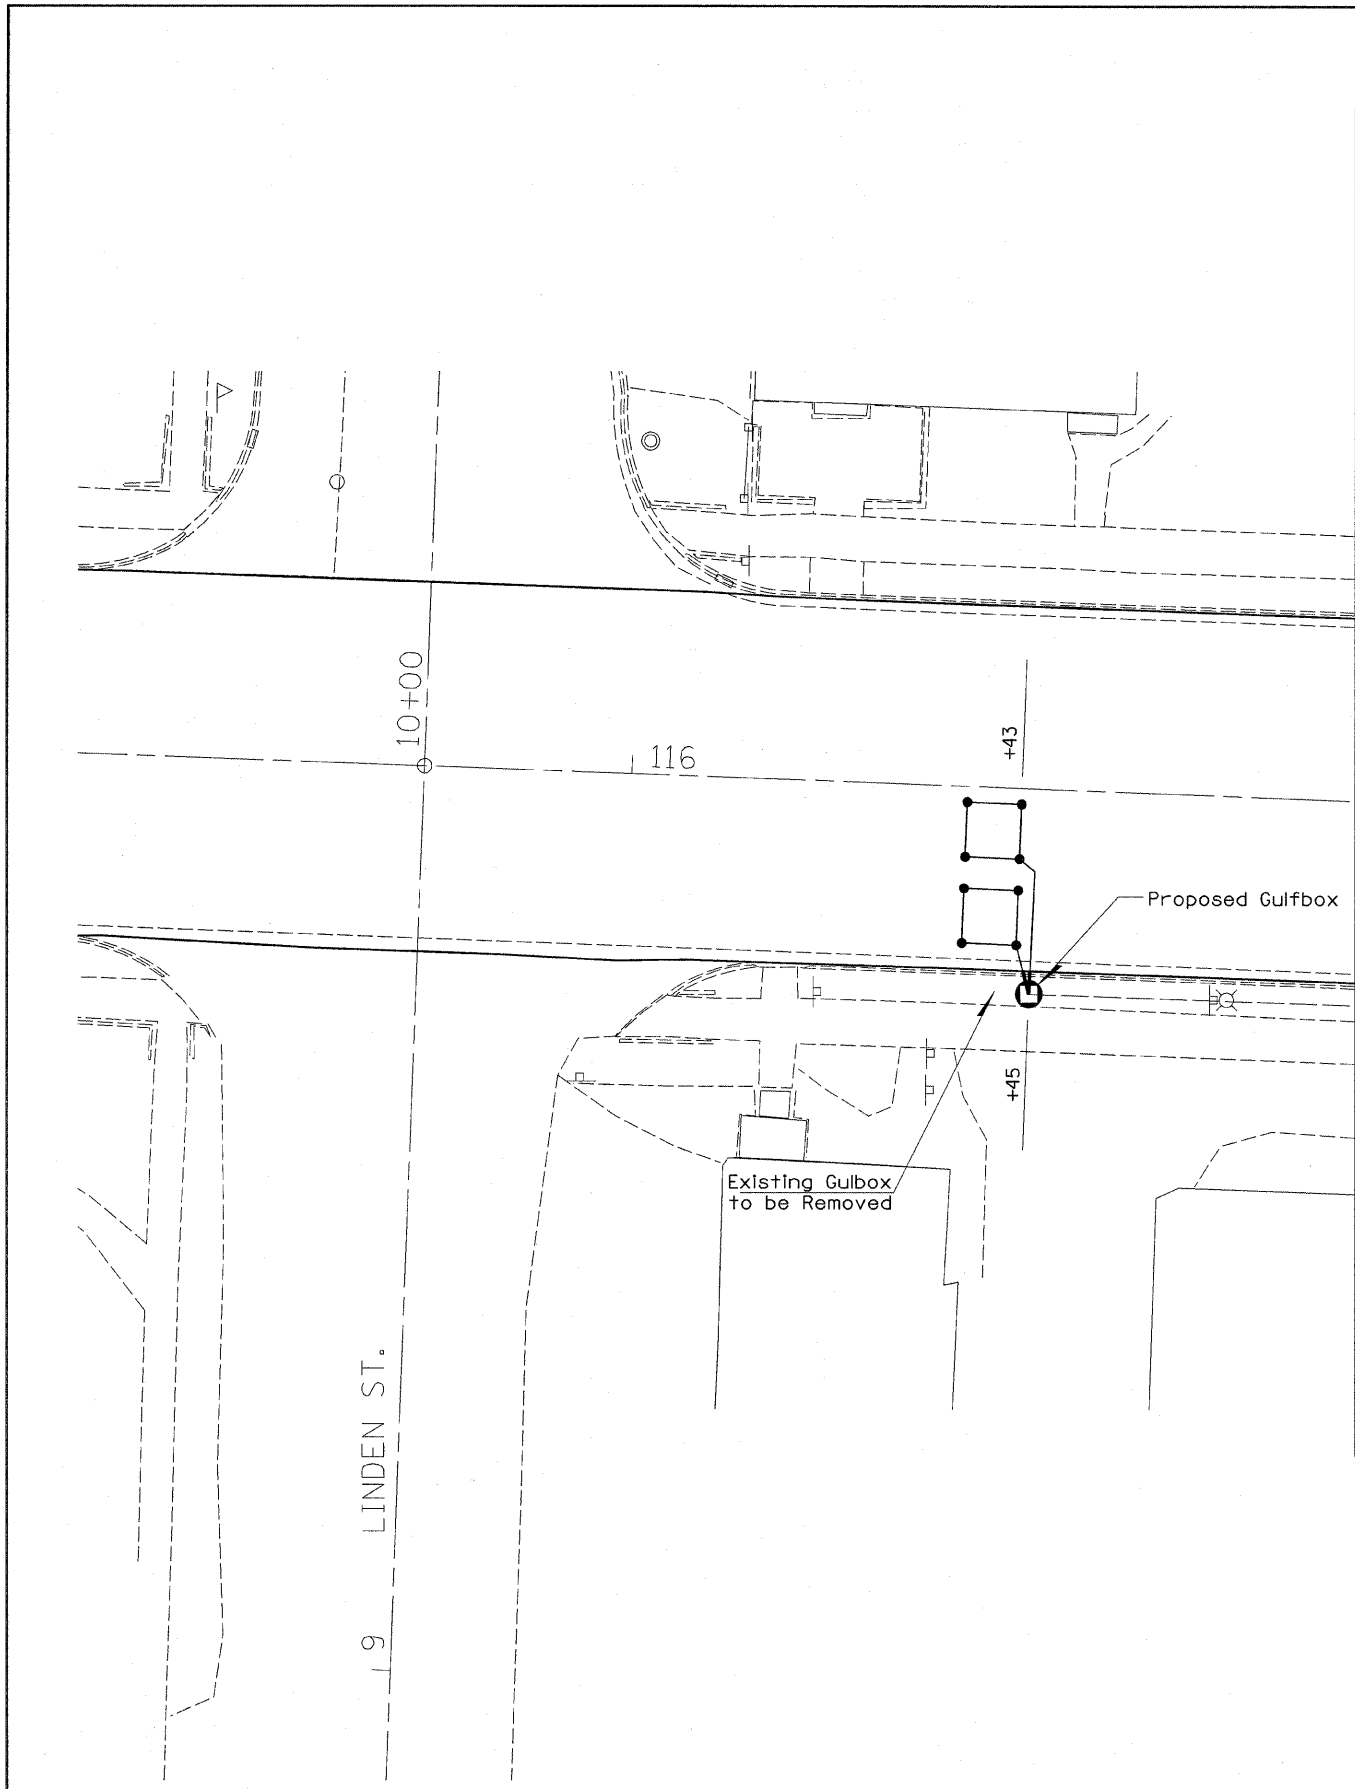 10+00
116
+43
Proposed Gulfbox
+45
Existing Gulbox
to be Removed
LINDEN ST.
9